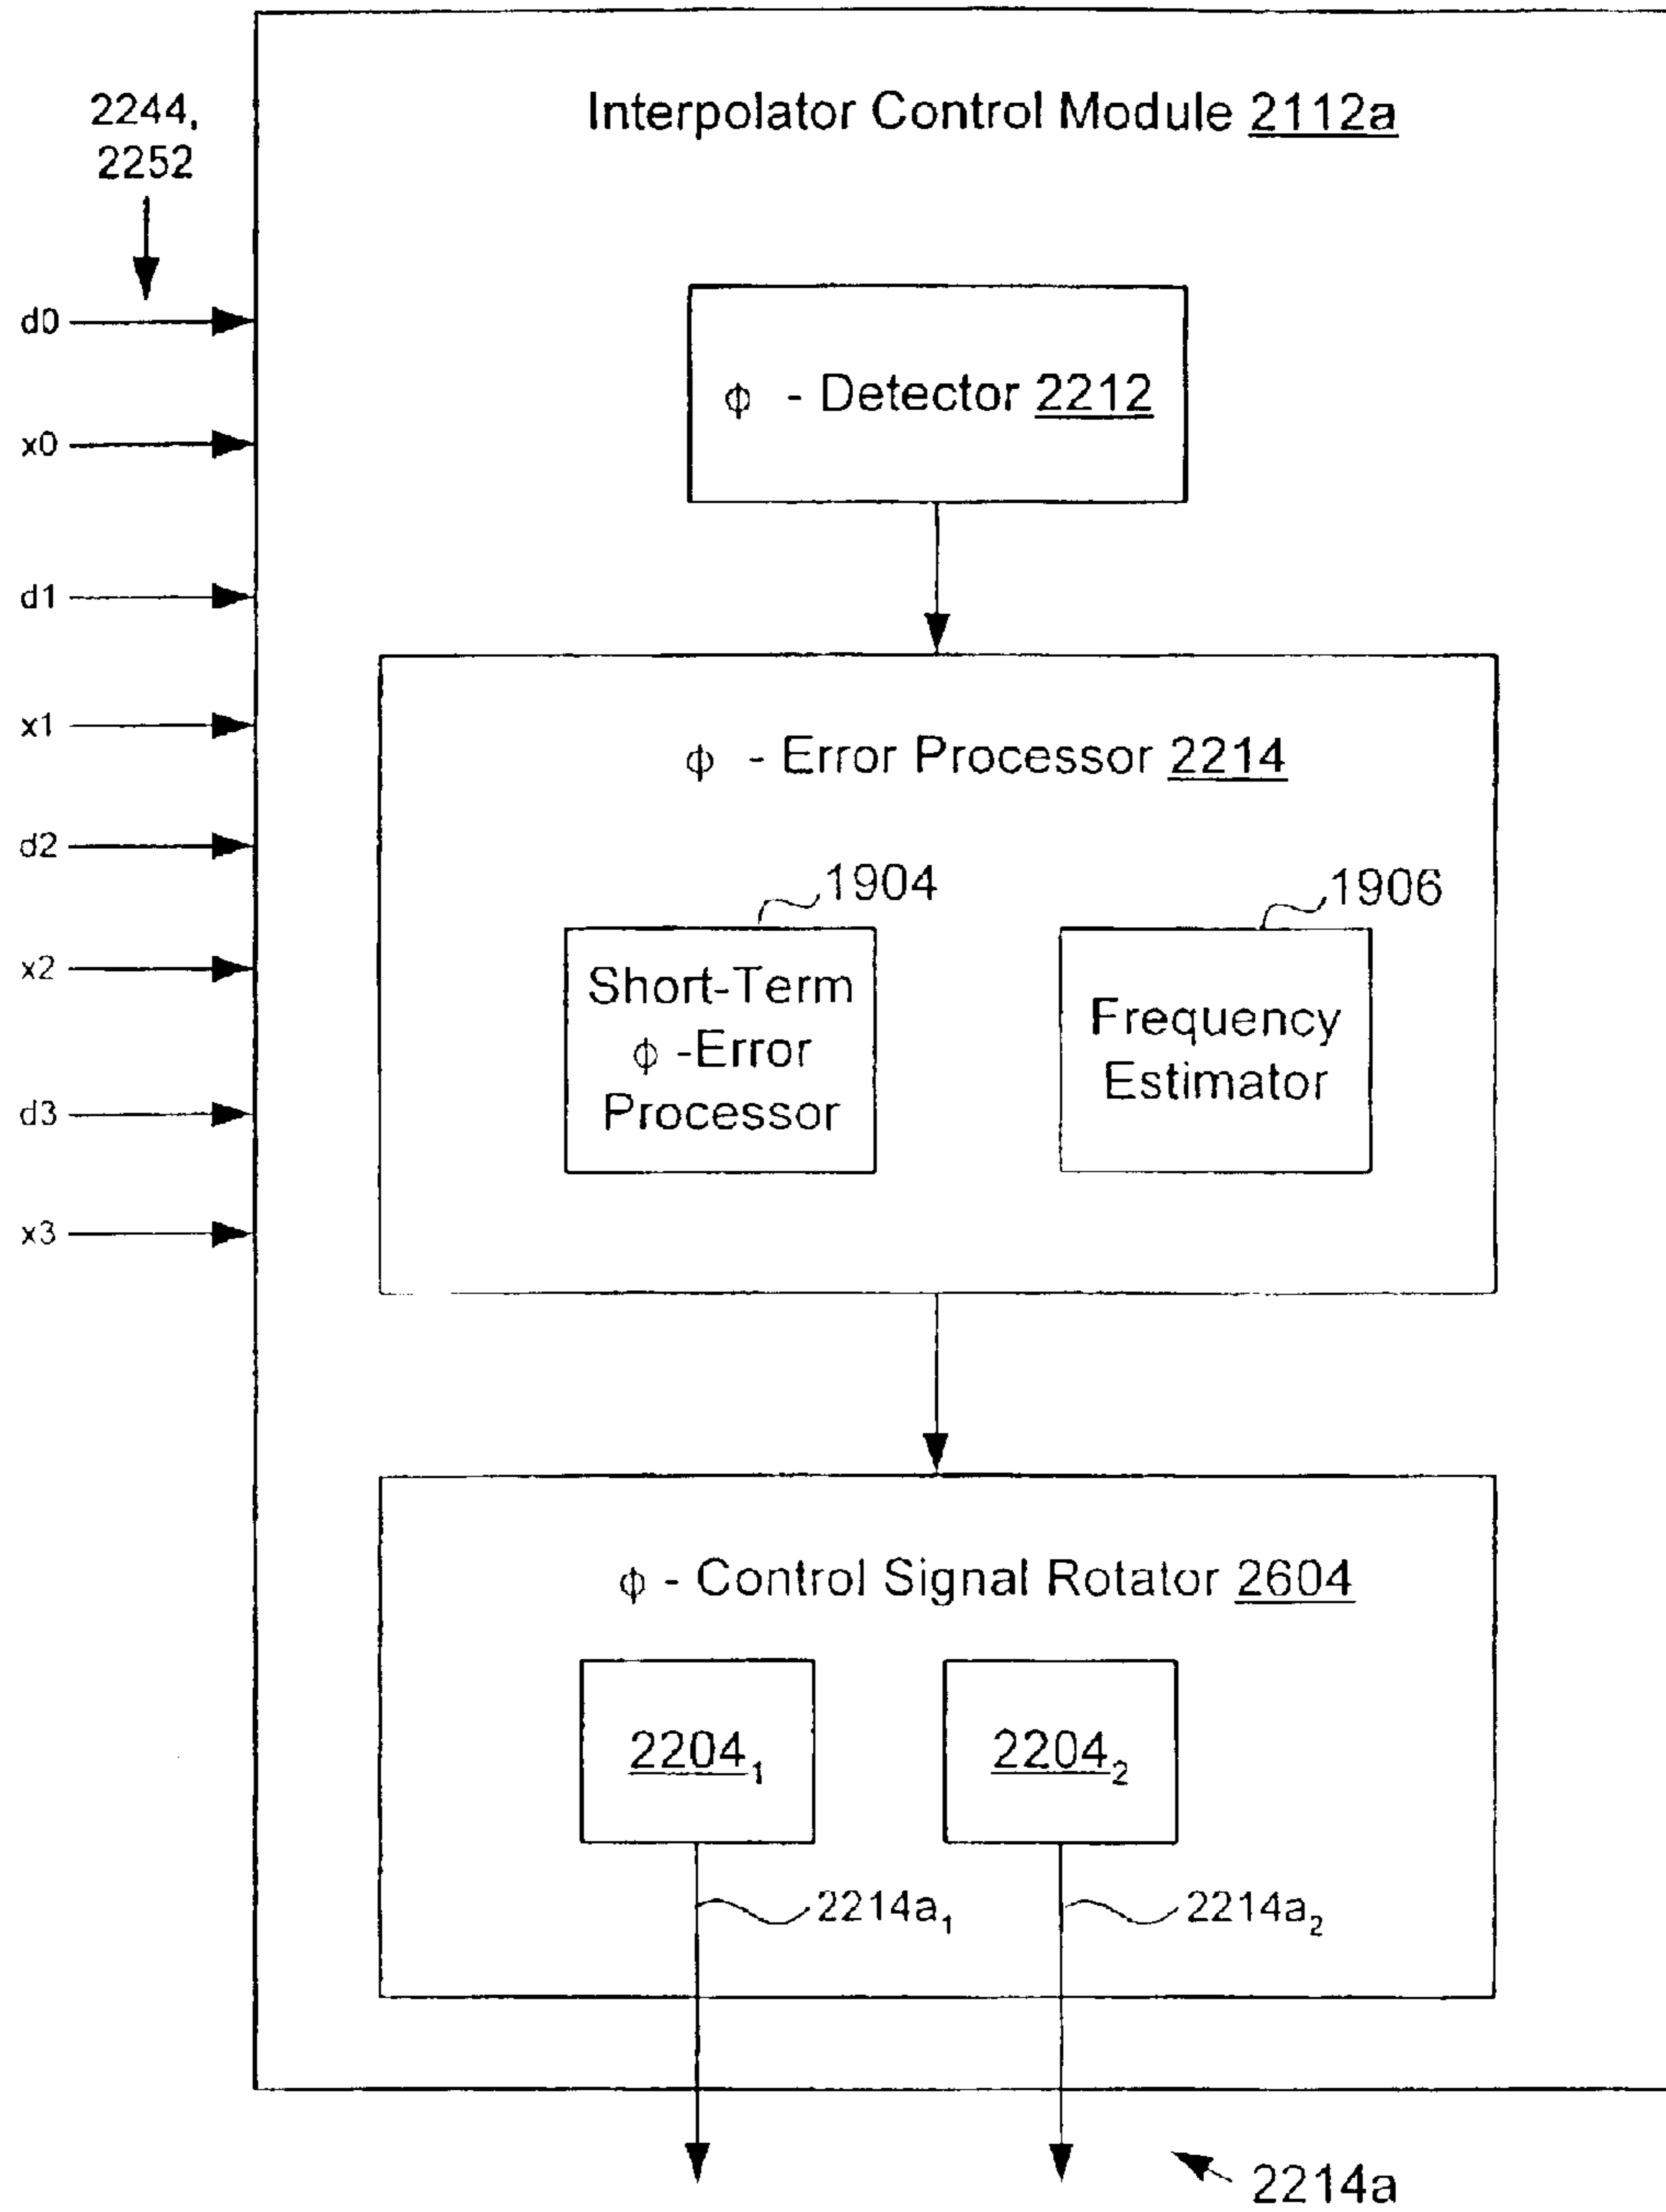 Interpolator Control Module 2112a
2244,
2252
d0
x0
d1
x1
d2
x2
d3
x3
ϕ - Detector 2212
ϕ - Error Processor 2214
1904
1906
Short-Term
ϕ -Error
Processor
Frequency
Estimator
ϕ - Control Signal Rotator 2604
2204₁
2204₂
2214a₁
2214a₂
2214a